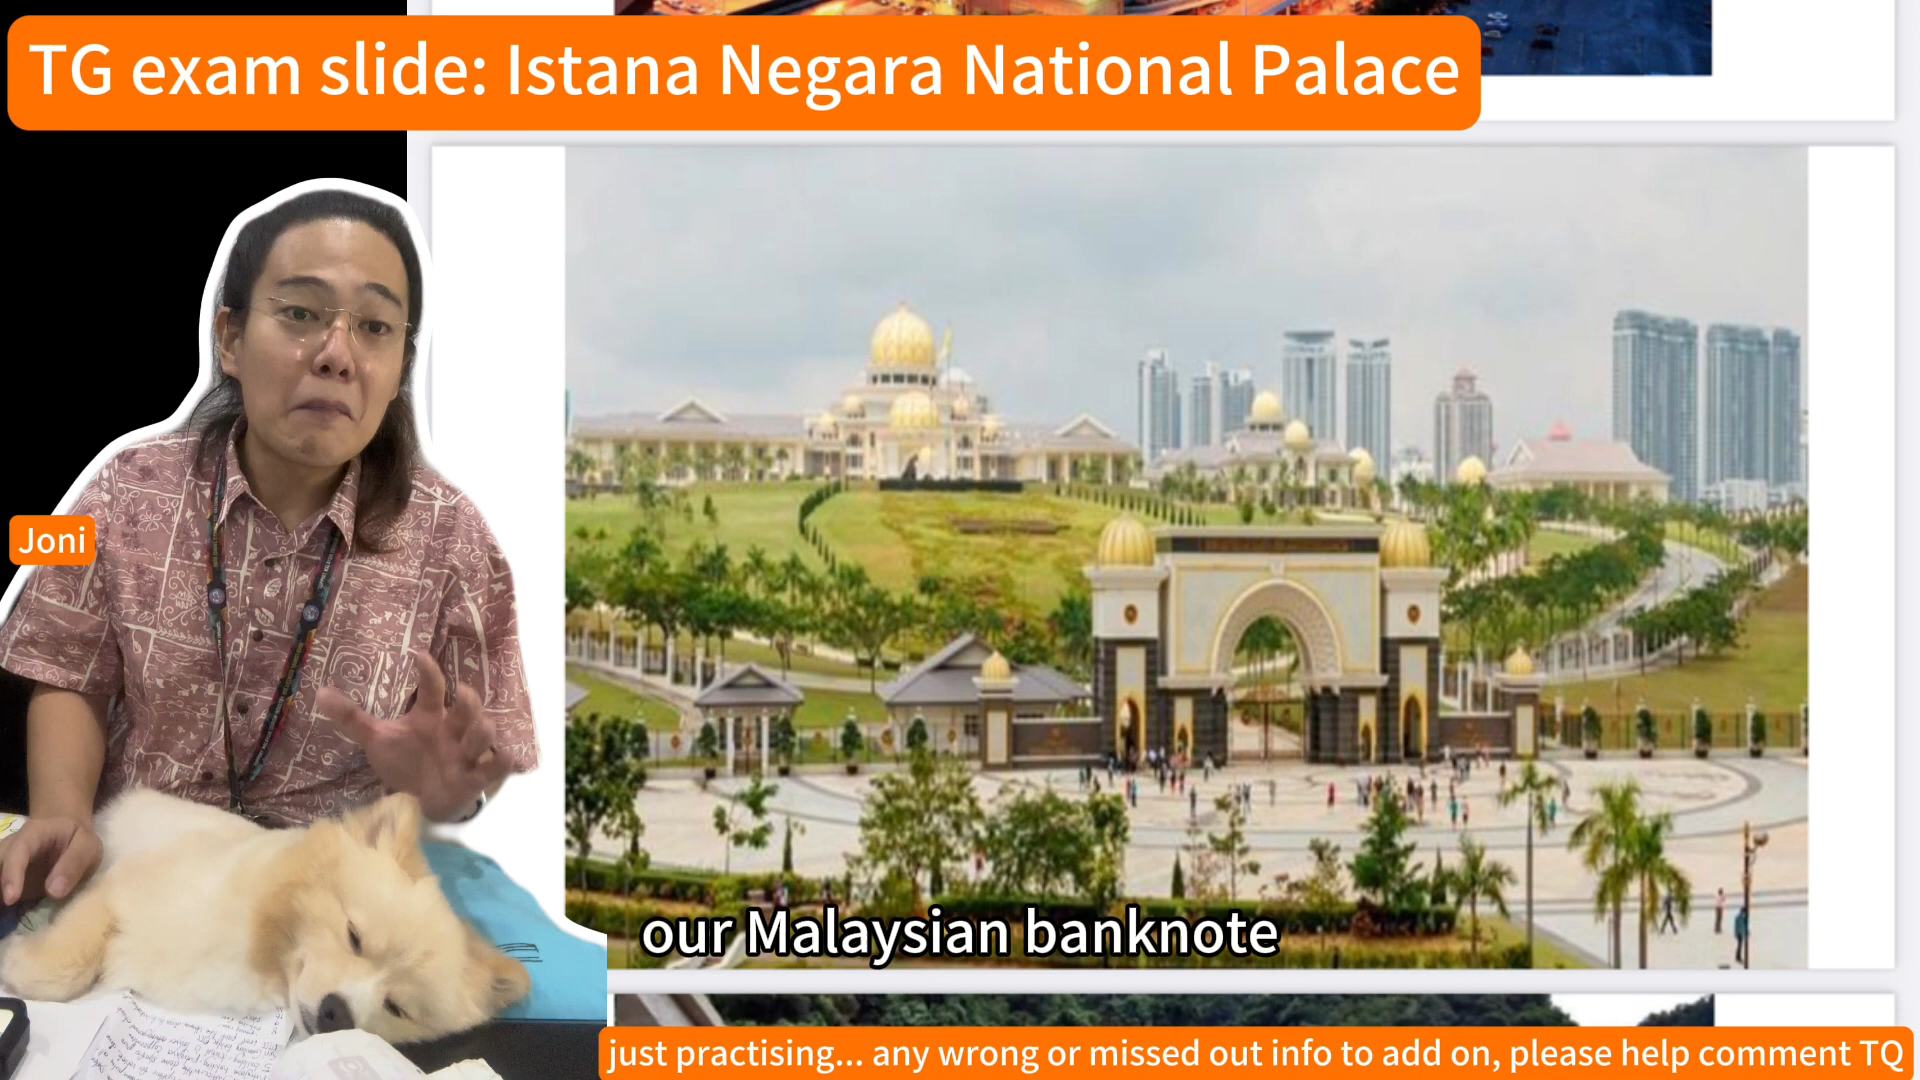 TG exam slide: Istana Negara National Palace
Joni
our Malaysian banknote
just practising... any wrong or missed out info to add on, please help comment TQ